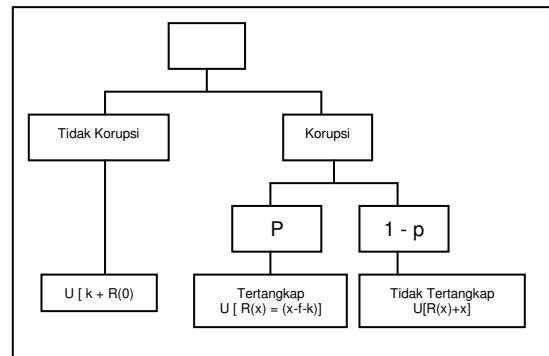 Tidak Korupsi
Korupsi
P
1 - p
U [ k + R(0)
Tertangkap
U [ R(x) = (x-f-k)]
Tidak Tertangkap
U[R(x)+x]